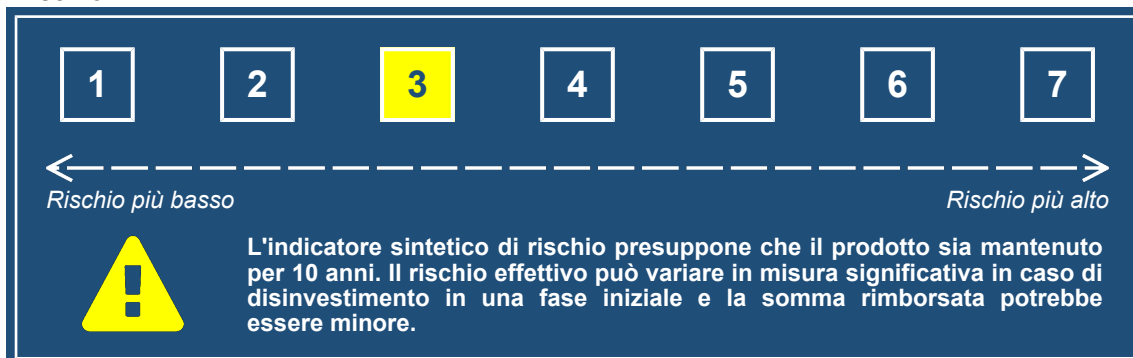 1 2 3 4 5 6 7
Rischio più basso Rischio più alto
L'indicatore sintetico di rischio presuppone che il prodotto sia mantenuto
per 10 anni. Il rischio effettivo può variare in misura significativa in caso di
disinvestimento in una fase iniziale e la somma rimborsata potrebbe
essere minore.